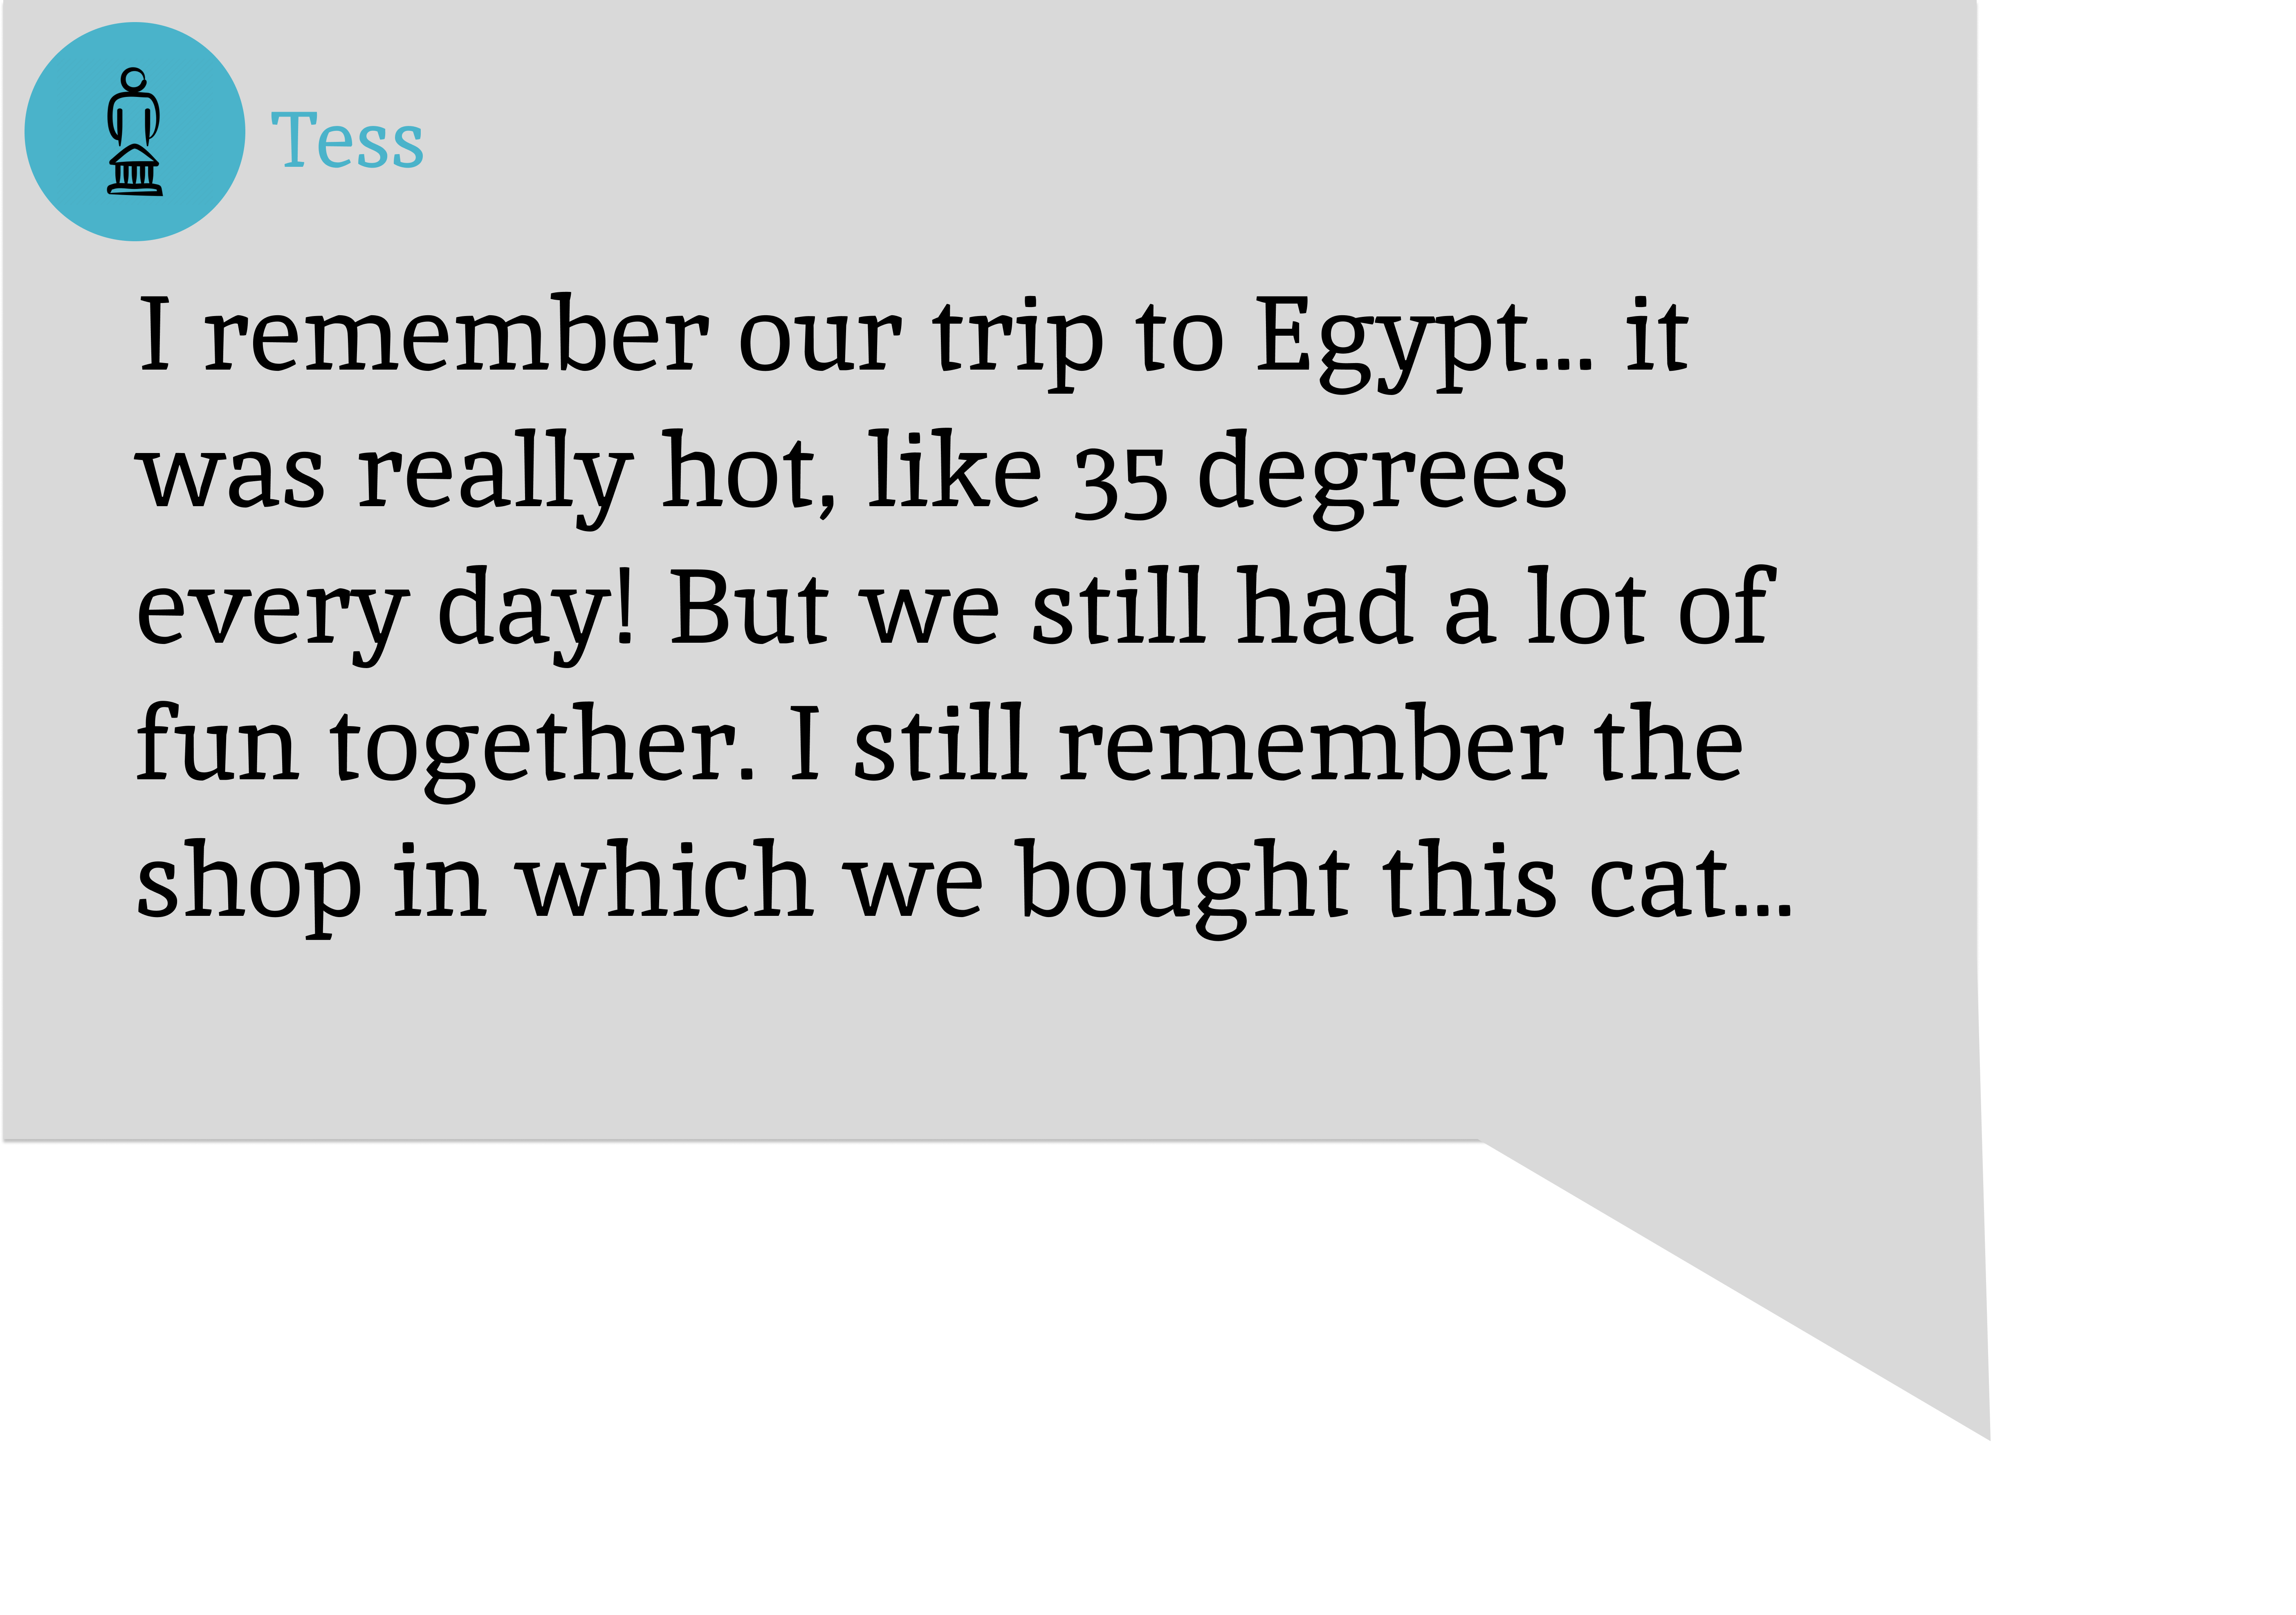 Tess
I remember our trip to Egypt... it
was really hot, like 35 degrees
every day! But we still had a lot of
fun together. I still remember the
shop in which we bought this cat...